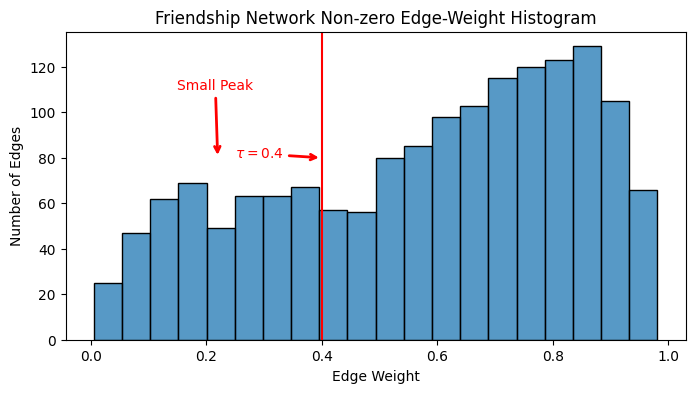 Friendship Network Non-zero Edge-Weight Histogram
Number of Edges
120
100
80
60
40
20
0
Small Peak
τ = 0.4
0.0 0.2 0.4 0.6 0.8 1.0
Edge Weight